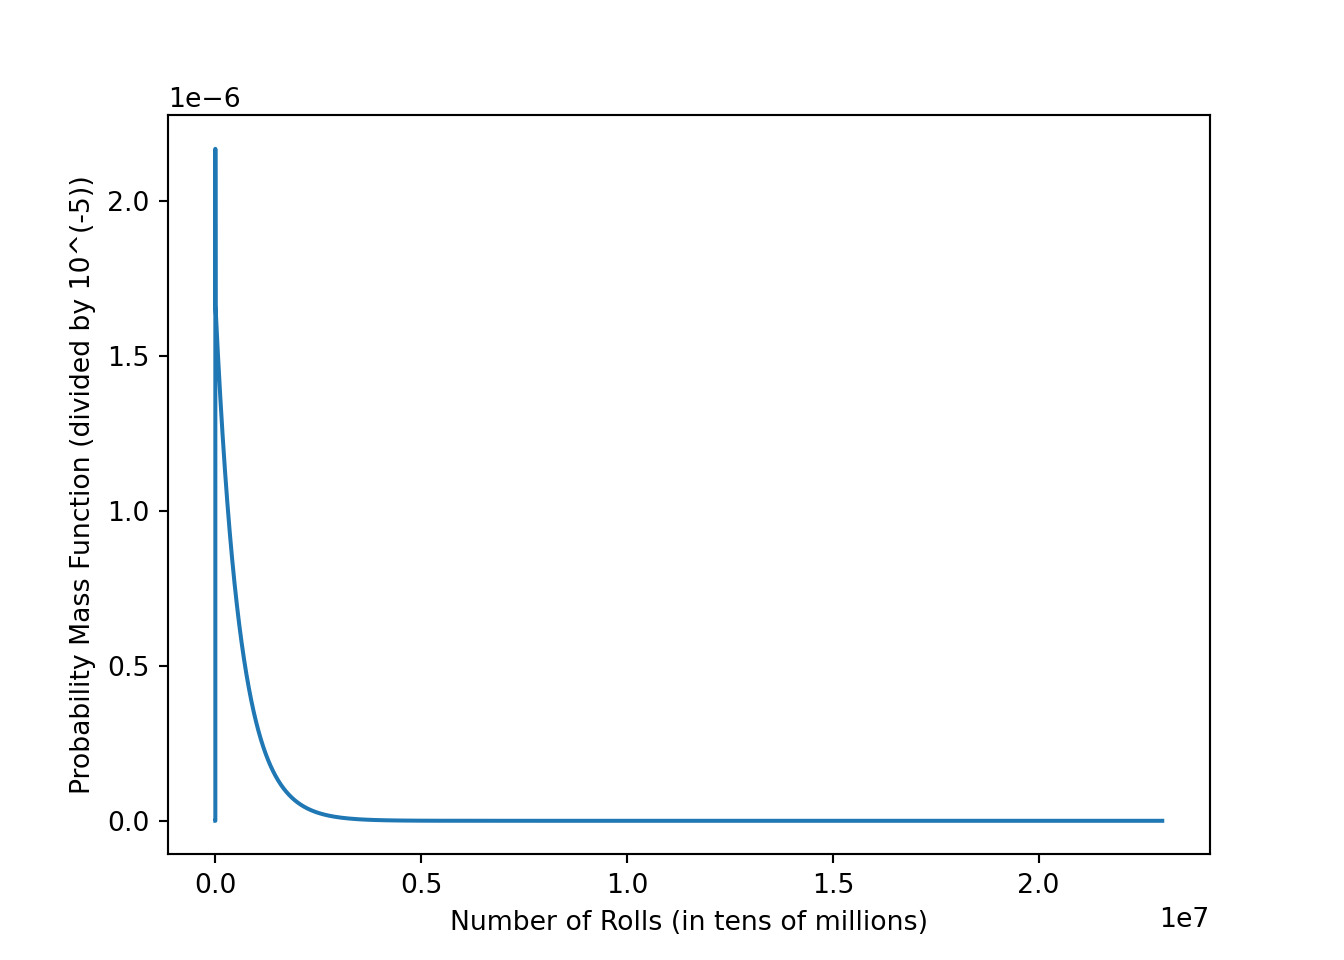 1e−6
Probability Mass Function (divided by 10^(-5))
2.0
1.5
1.0
0.5
0.0
0.0 0.5 1.0 1.5 2.0
Number of Rolls (in tens of millions)
1e7